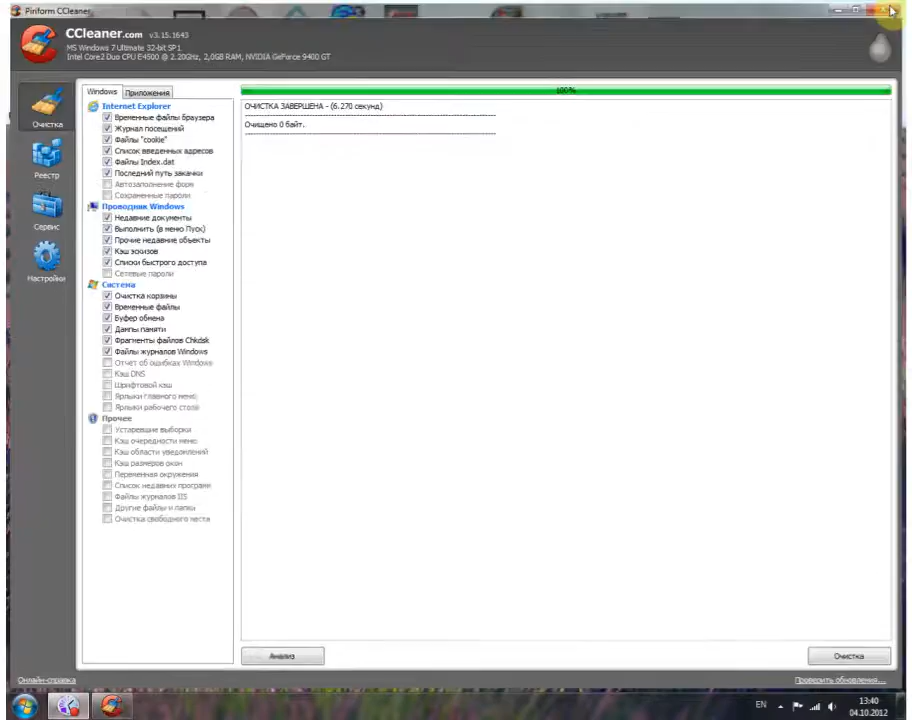 Piriform CCleaner
CCleaner.com v3.15.1643
MS Windows 7 Ultimate 32-bit SP1
Intel Core2 Duo CPU E4500 @ 2.20GHz, 2,0GB RAM, NVIDIA GeForce 9400 GT
Очистка
Реестр
Сервис
Настройки
Windows Приложения
Internet Explorer
Временные файлы браузера
Журнал посещений
Файлы "cookie"
Список введенных адресов
Файлы Index.dat
Последний путь закачки
Автозаполнение форм
Сохраненные пароли
Проводник Windows
Недавние документы
Выполнить (в меню Пуск)
Прочие недавние объекты
Кэш эскизов
Списки быстрого доступа
Сетевые пароли
Система
Очистка корзины
Временные файлы
Буфер обмена
Дампы памяти
Фрагменты файлов Chkdsk
Файлы журналов Windows
Отчет об ошибках Windows
Кэш DNS
Шрифтовой кэш
Ярлыки главного меню
Ярлыки рабочего стола
Прочее
Устаревшие выборки
Кэш очередности меню
Кэш области уведомлений
Кэш размеров окон
Переменная окружения
Список недавних программ
Файлы журналов IIS
Другие файлы и папки
Очистка свободного места
100%
ОЧИСТКА ЗАВЕРШЕНА - (6.270 секунд)
Очищено 0 байт.
Анализ
Очистка
Онлайн-справка
Проверить обновления...
EN
13:40
04.10.2012